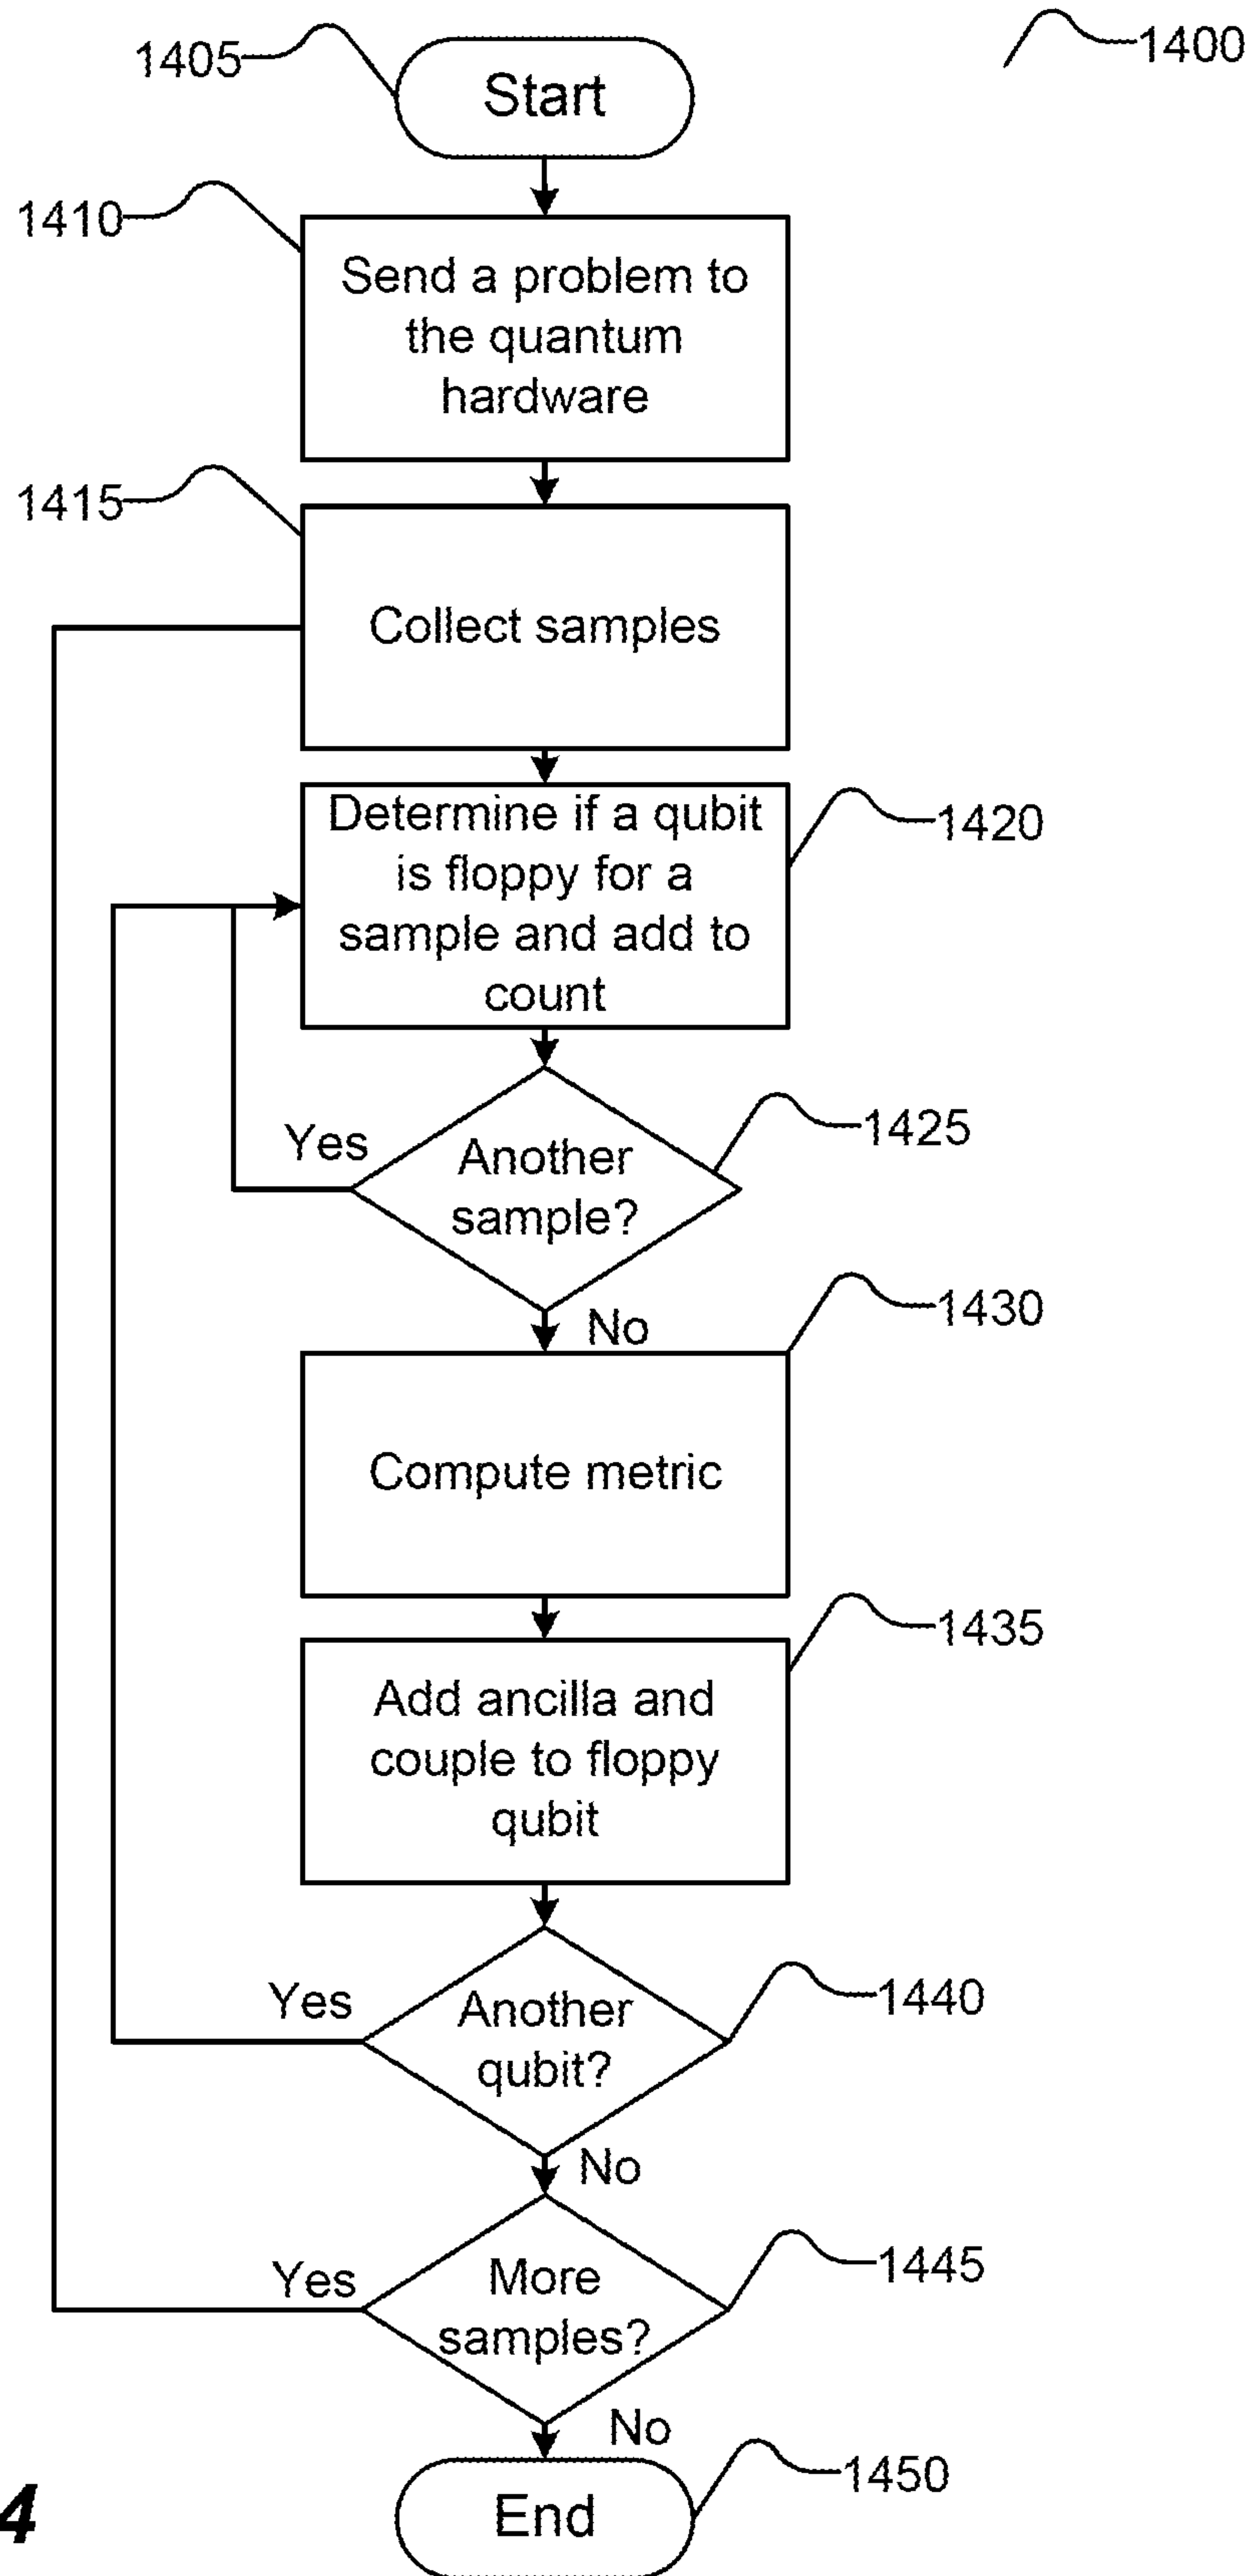 1400
1405
Start
1410
Send a problem to
the quantum
hardware
1415
Collect samples
Determine if a qubit
is floppy for a
sample and add to
count
1420
Yes
Another
sample?
1425
No
1430
Compute metric
1435
Add ancilla and
couple to floppy
qubit
Yes
Another
qubit?
1440
No
Yes
More
samples?
1445
No
End
1450
4